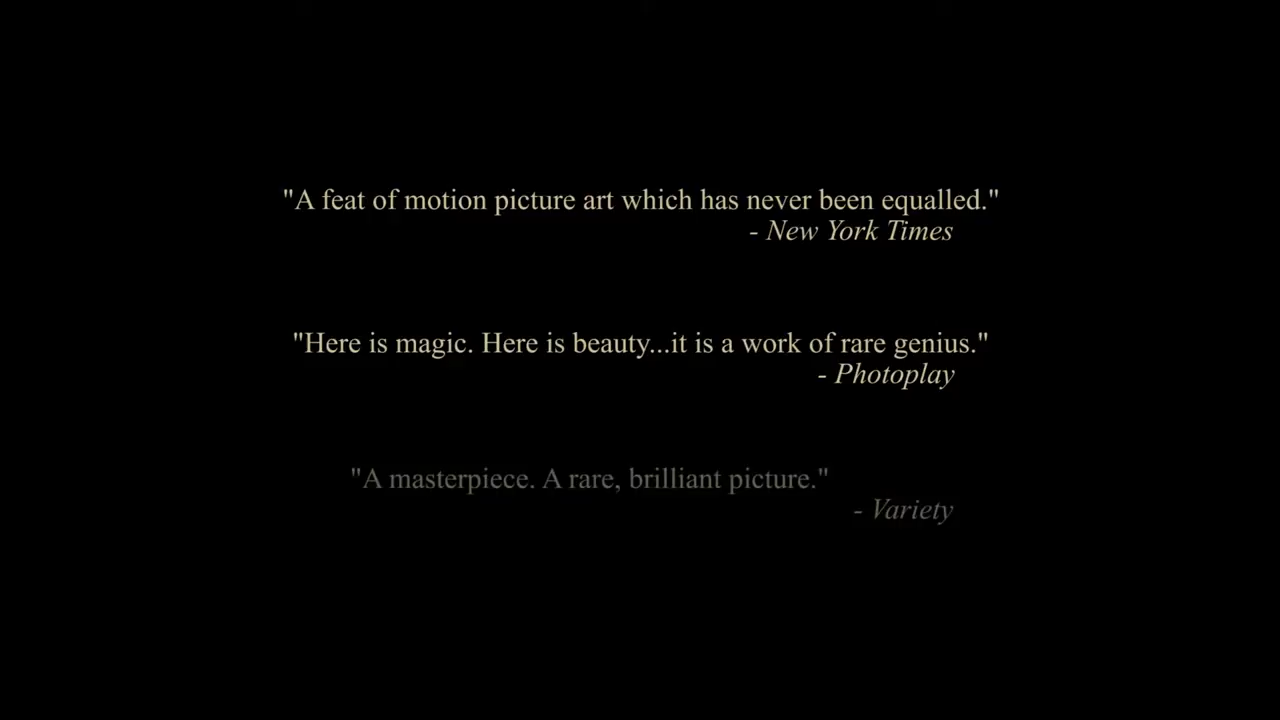 "A feat of motion picture art which has never been equalled."
- New York Times
"Here is magic. Here is beauty...it is a work of rare genius."
- Photoplay
"A masterpiece. A rare, brilliant picture."
- Variety